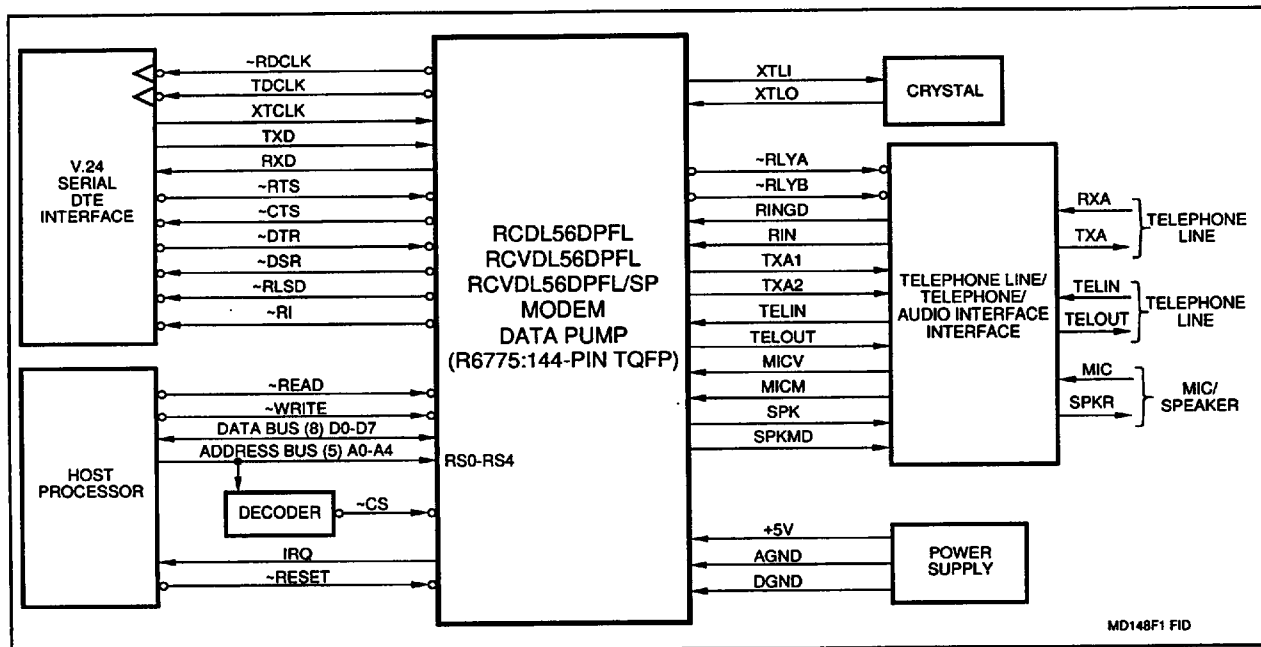 ~RDCLK
TDCLK
XTCLK
TXD
RXD
~RTS
~CTS
~DTR
~DSR
~RLSD
~RI
V.24
SERIAL
DTE
INTERFACE
HOST
PROCESSOR
~READ
~WRITE
DATA BUS (8) D0-D7
ADDRESS BUS (5) A0-A4
DECODER
~CS
IRQ
~RESET
RS0-RS4
RCDL56DPFL
RCVDL56DPFL
RCVDL56DPFL/SP
MODEM
DATA PUMP
(R6775:144-PIN TQFP)
XTLI
XTLO
CRYSTAL
~RLYA
~RLYB
RINGD
RIN
TXA1
TXA2
TELIN
TELOUT
MICV
MICM
SPK
SPKMD
TELEPHONE LINE/
TELEPHONE/
AUDIO INTERFACE
INTERFACE
RXA
TXA
TELEPHONE
LINE
TELIN
TELOUT
TELEPHONE
LINE
MIC
SPKR
MIC/
SPEAKER
+5V
AGND
DGND
POWER
SUPPLY
MD148F1 FID